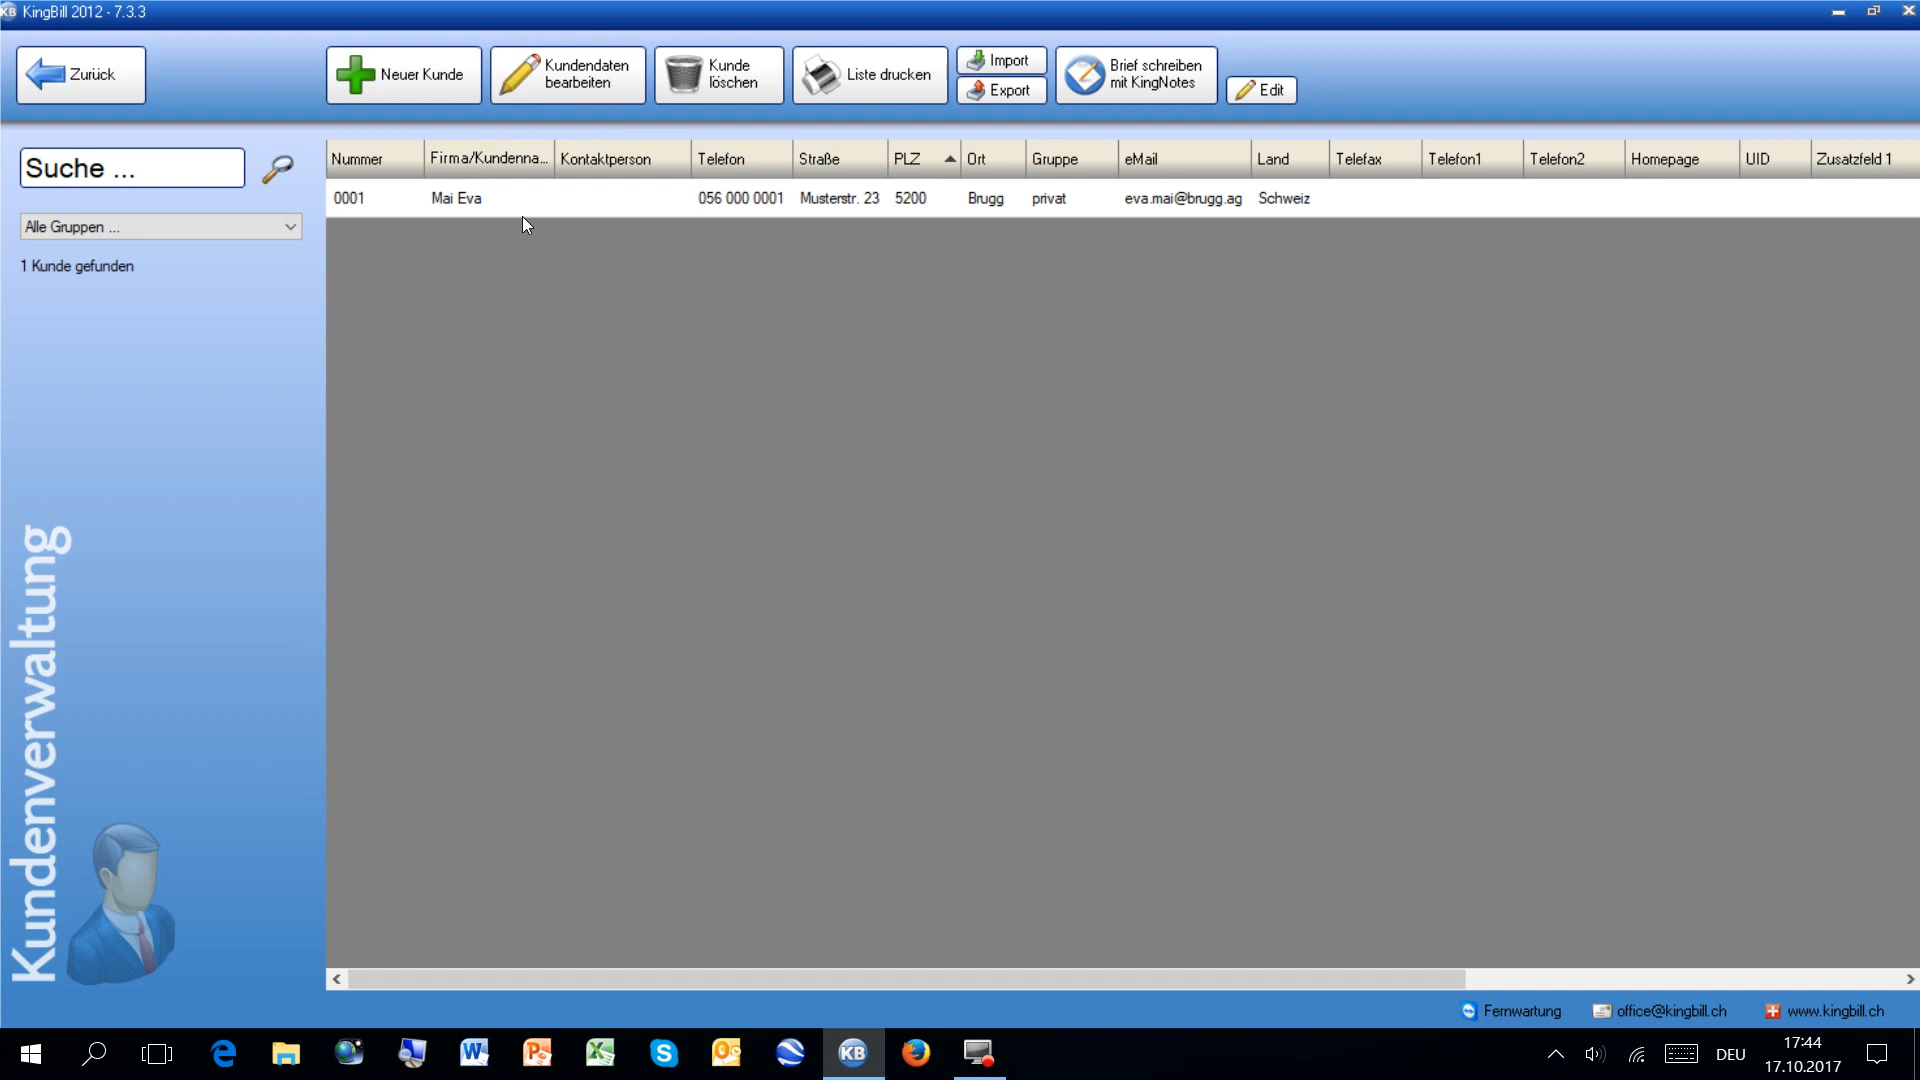 KingBill 2012 - 7.3.3
Zurück
Neuer Kunde
Kundendaten
bearbeiten
Kunde
löschen
Liste drucken
Import
Export
Brief schreiben
mit KingNotes
Edit
Suche ...
Alle Gruppen ...
1 Kunde gefunden
Nummer Firma/Kundenna... Kontaktperson Telefon Straße PLZ Ort Gruppe eMail Land Telefax Telefon1 Telefon2 Homepage UID Zusatzfeld 1
0001 Mai Eva 056 000 0001 Musterstr. 23 5200 Brugg privat eva.mai@brugg.ag Schweiz
Kundenverwaltung
Fernwartung office@kingbill.ch www.kingbill.ch
KB
DEU
17:44
17.10.2017